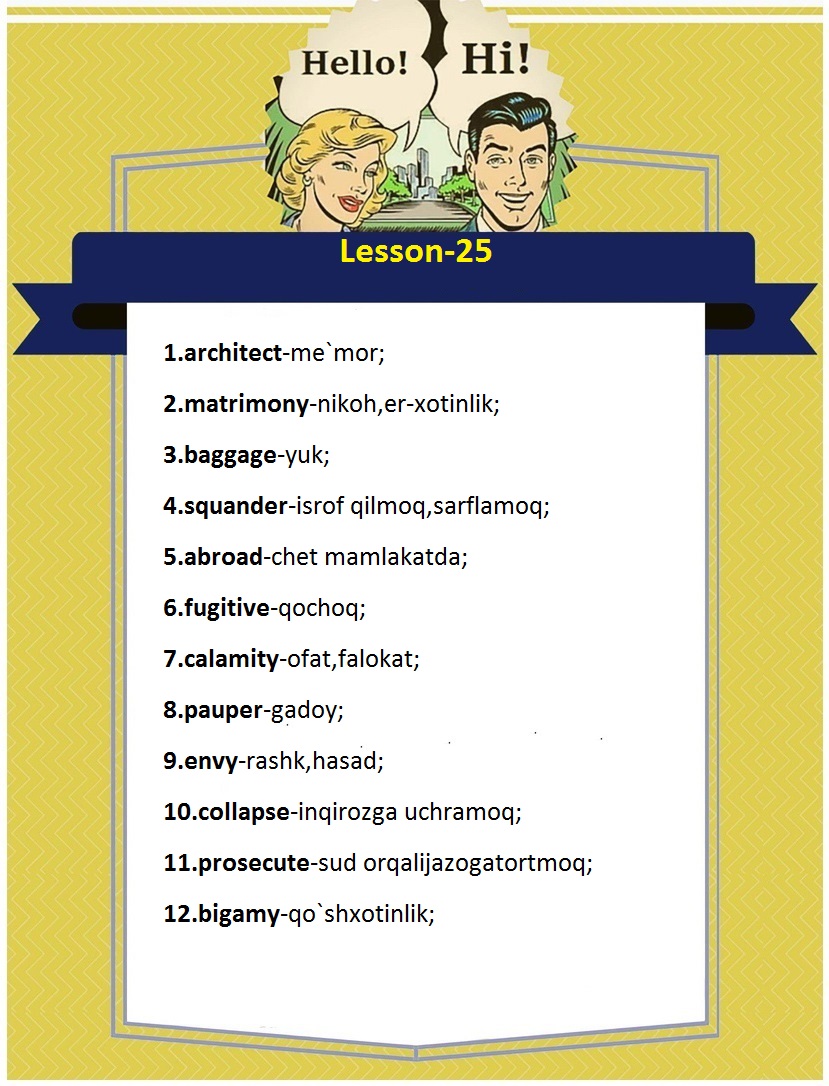 Hello! Hi!
Lesson-25
1.architect-me`mor;
2.matrimony-nikoh,er-xotinlik;
3.baggage-yuk;
4.squander-isrof qilmoq,sarflamoq;
5.abroad-chet mamlakatda;
6.fugitive-qochoq;
7.calamity-ofat,falokat;
8.pauper-gadoy;
9.envy-rashk,hasad;
10.collapse-inqirozga uchramoq;
11.prosecute-sud orqalijazogatortmoq;
12.bigamy-qo`shxotinlik;